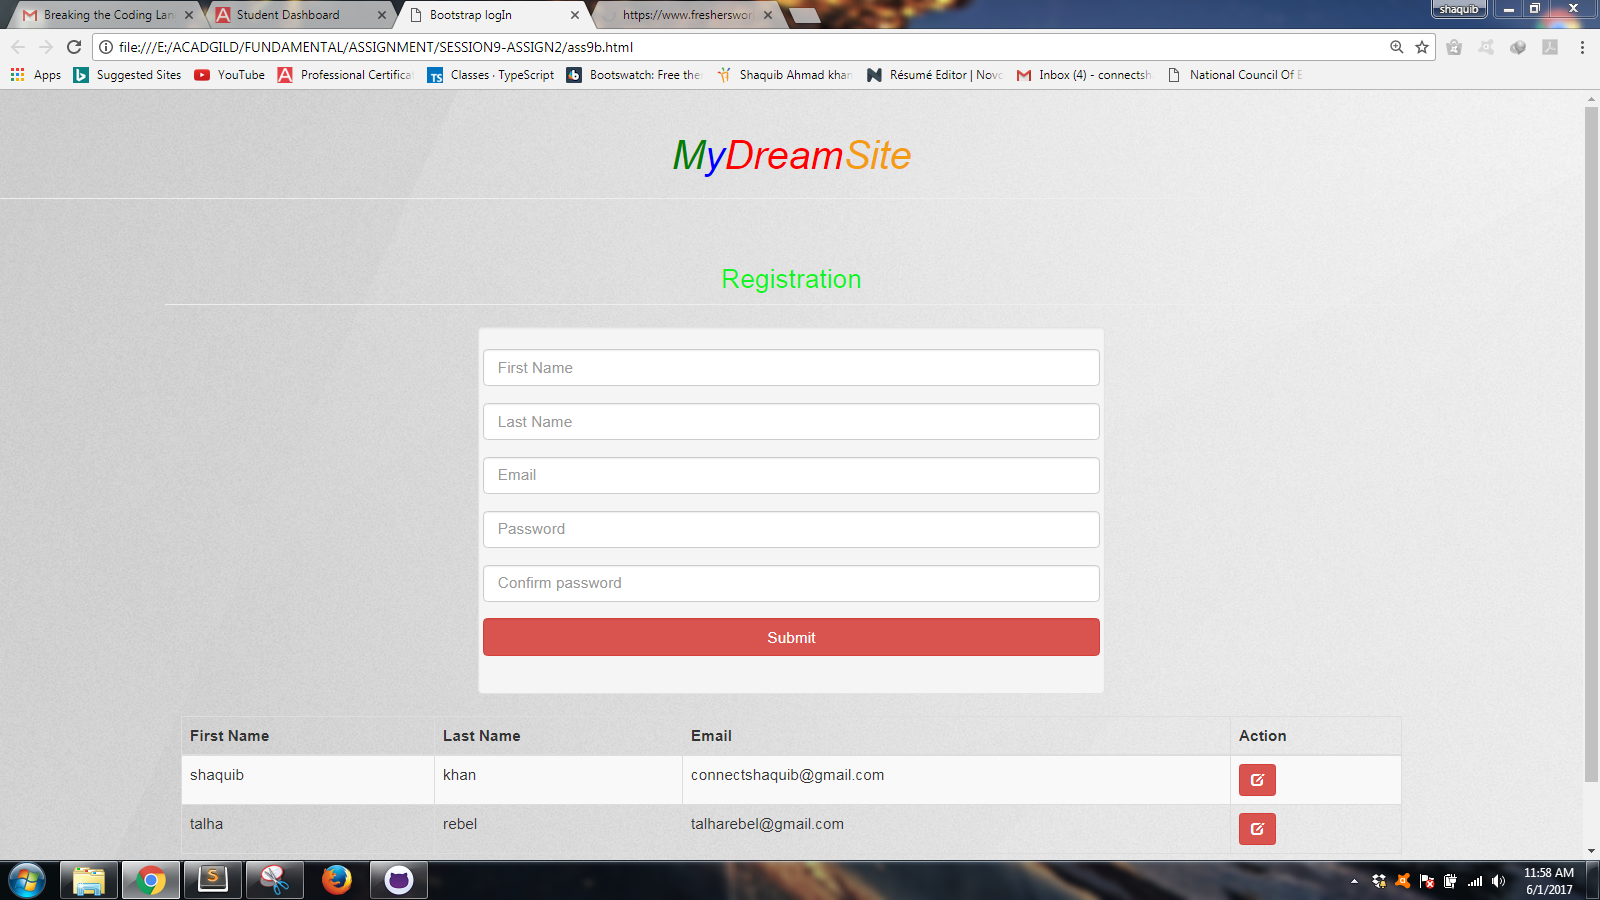 Breaking the Coding Lan
Student Dashboard
Bootstrap logIn
https://www.fresherswor
shaquib
file:///E:/ACADGILD/FUNDAMENTAL/ASSIGNMENT/SESSION9-ASSIGN2/ass9b.html
Apps
Suggested Sites
YouTube
Professional Certifica
Classes · TypeScript
Bootswatch: Free the
Shaquib Ahmad khan
Résumé Editor | Novo
Inbox (4) - connectsh
National Council Of E
MyDreamSite
Registration
First Name
Last Name
Email
Password
Confirm password
Submit
First Name Last Name Email Action
shaquib khan connectshaquib@gmail.com
talha rebel talharebel@gmail.com
11:58 AM
6/1/2017